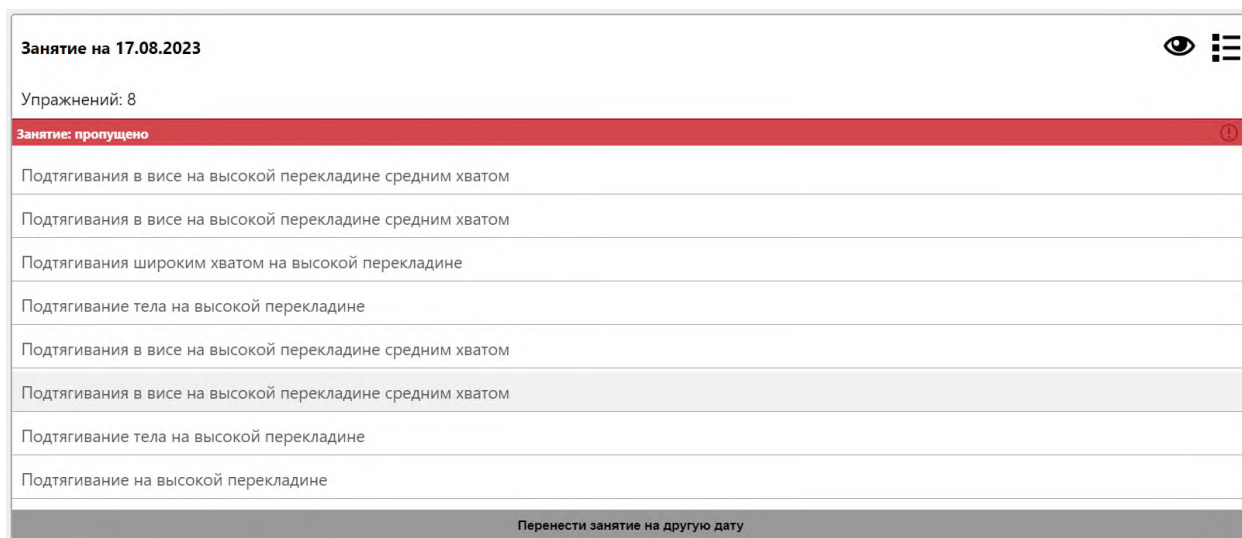 Занятие на 17.08.2023
Упражнений: 8
Занятие: пропущено
Подтягивания в висе на высокой перекладине средним хватом
Подтягивания в висе на высокой перекладине средним хватом
Подтягивания широким хватом на высокой перекладине
Подтягивание тела на высокой перекладине
Подтягивания в висе на высокой перекладине средним хватом
Подтягивания в висе на высокой перекладине средним хватом
Подтягивание тела на высокой перекладине
Подтягивание на высокой перекладине
Перенести занятие на другую дату